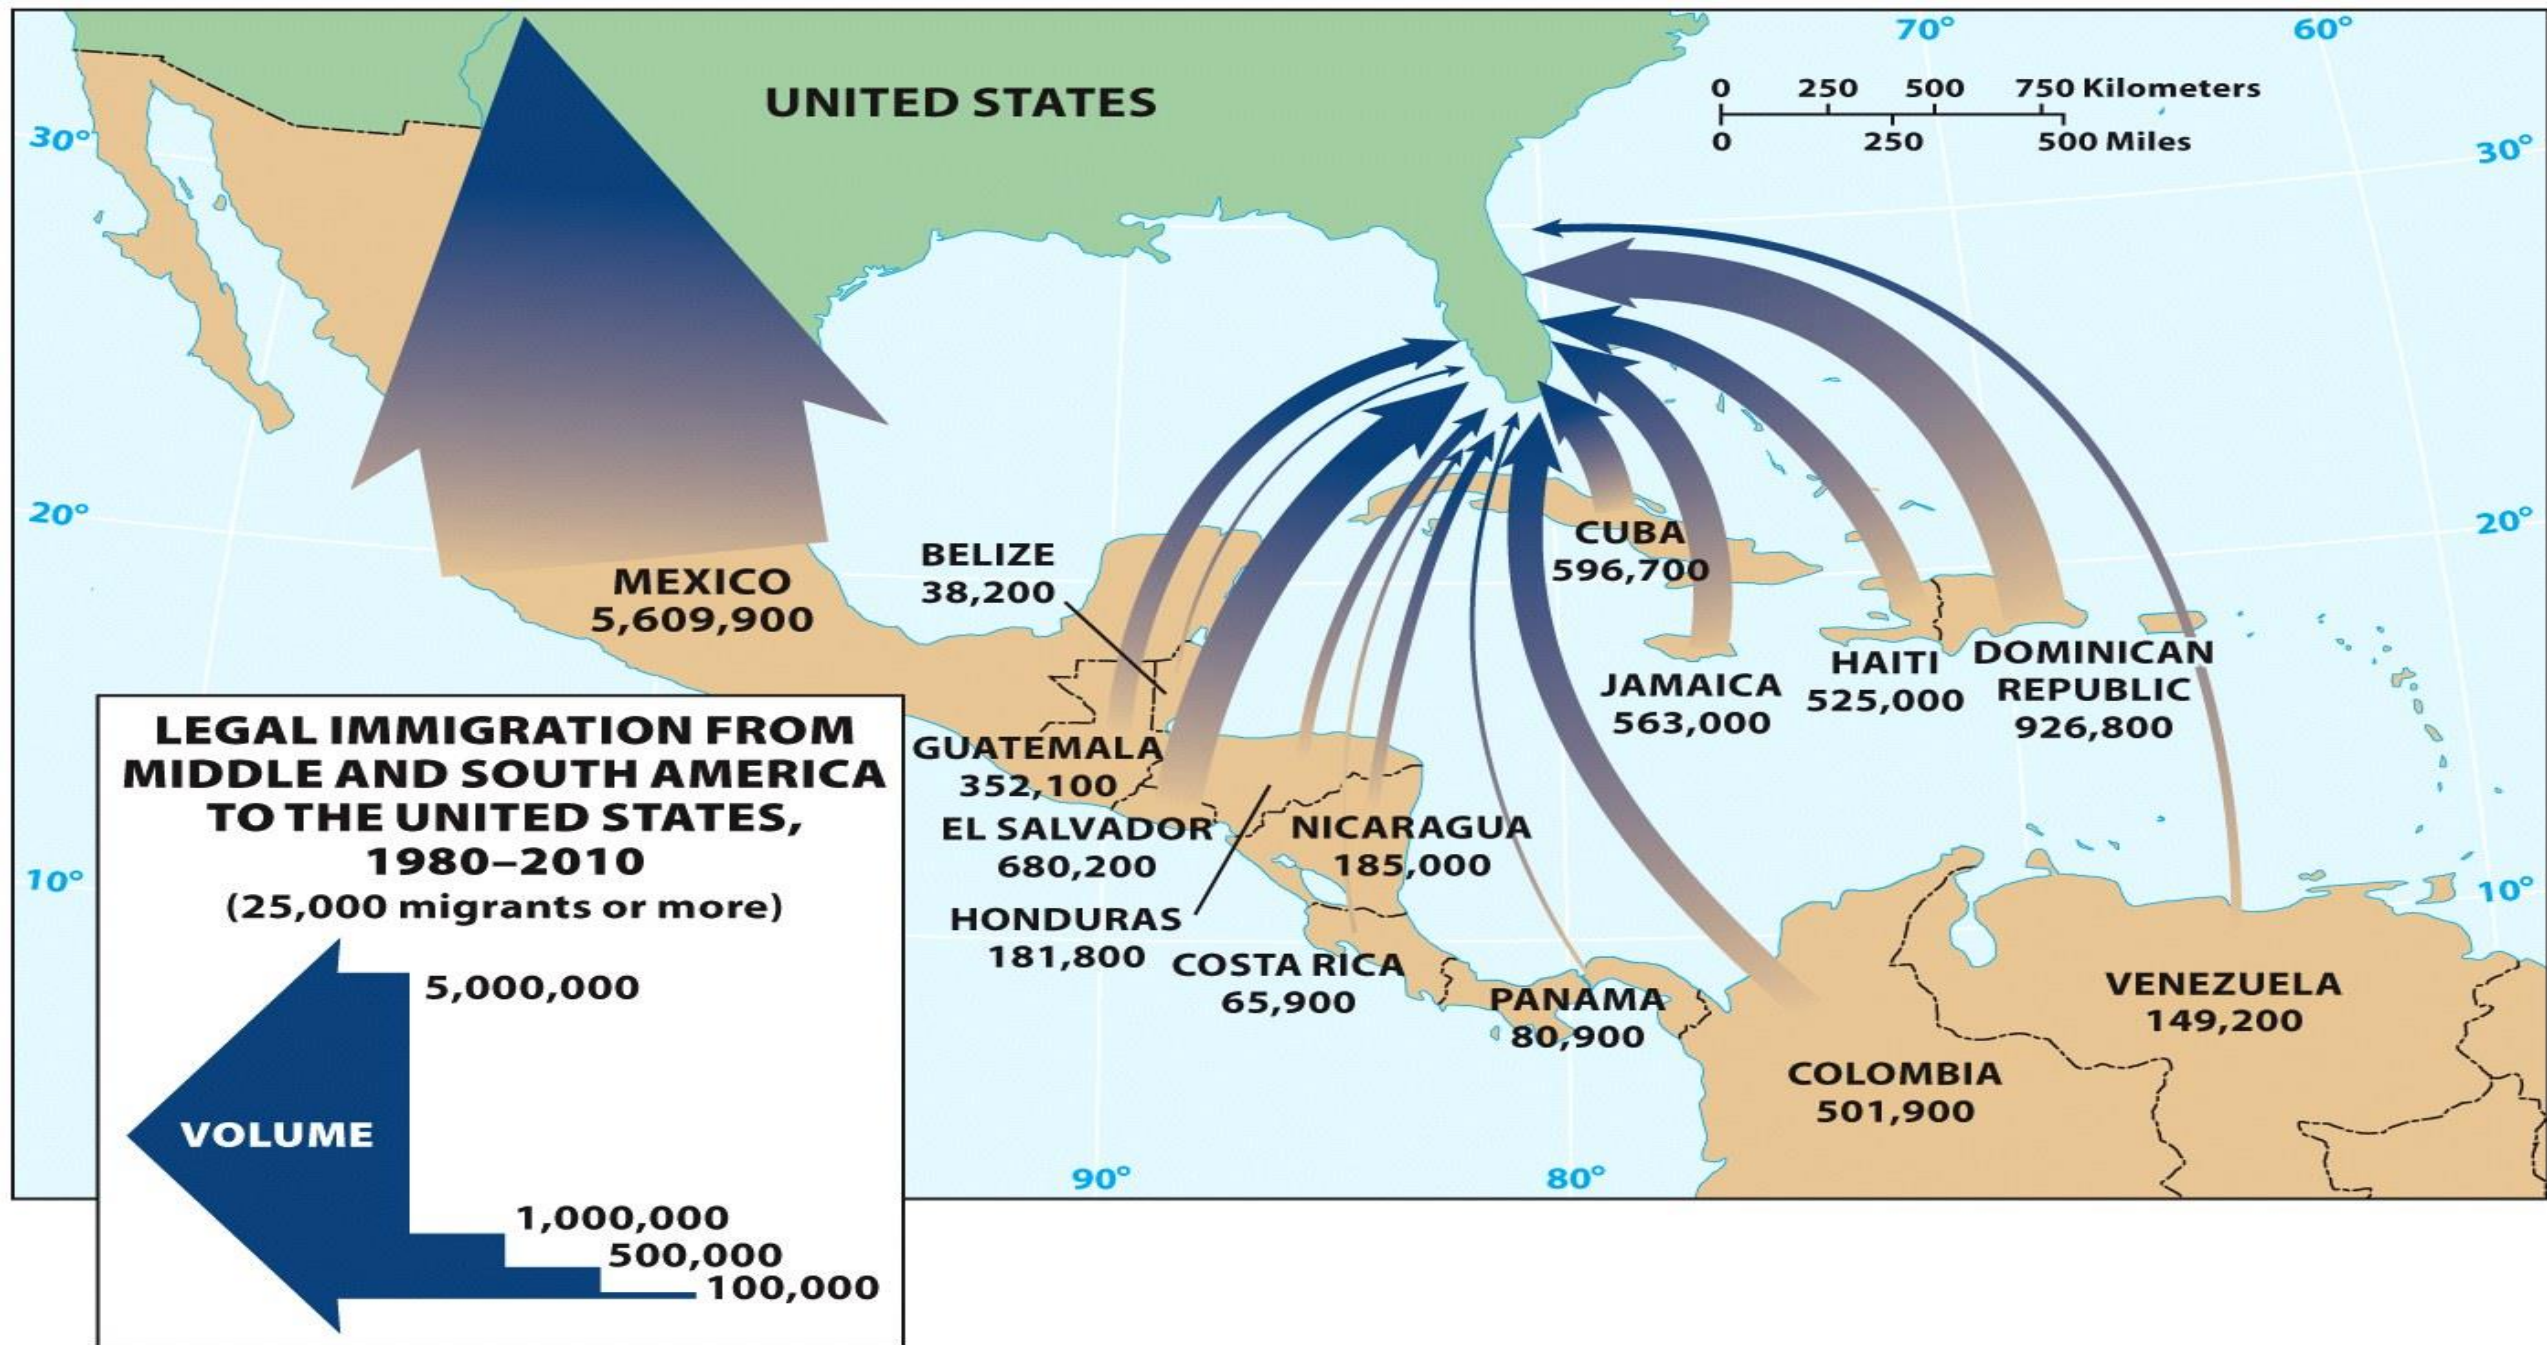 70° 60°
UNITED STATES
0 250 500 750 Kilometers
0 250 500 Miles
30° 30°
20° 20°
10° 10°
90° 80°
MEXICO
5,609,900
BELIZE
38,200
CUBA
596,700
JAMAICA
563,000
HAITI
525,000
DOMINICAN
REPUBLIC
926,800
GUATEMALA
352,100
EL SALVADOR
680,200
HONDURAS
181,800
NICARAGUA
185,000
COSTA RICA
65,900
PANAMA
80,900
COLOMBIA
501,900
VENEZUELA
149,200
LEGAL IMMIGRATION FROM
MIDDLE AND SOUTH AMERICA
TO THE UNITED STATES,
1980–2010
(25,000 migrants or more)
5,000,000
VOLUME
1,000,000
500,000
100,000